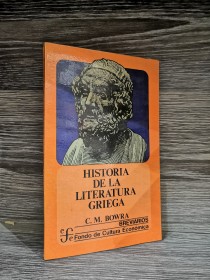 HISTORIA
DE LA
LITERATURA
GRIEGA
C. M. BOWRA
BREVIARIOS
Fondo de Cultura Económica